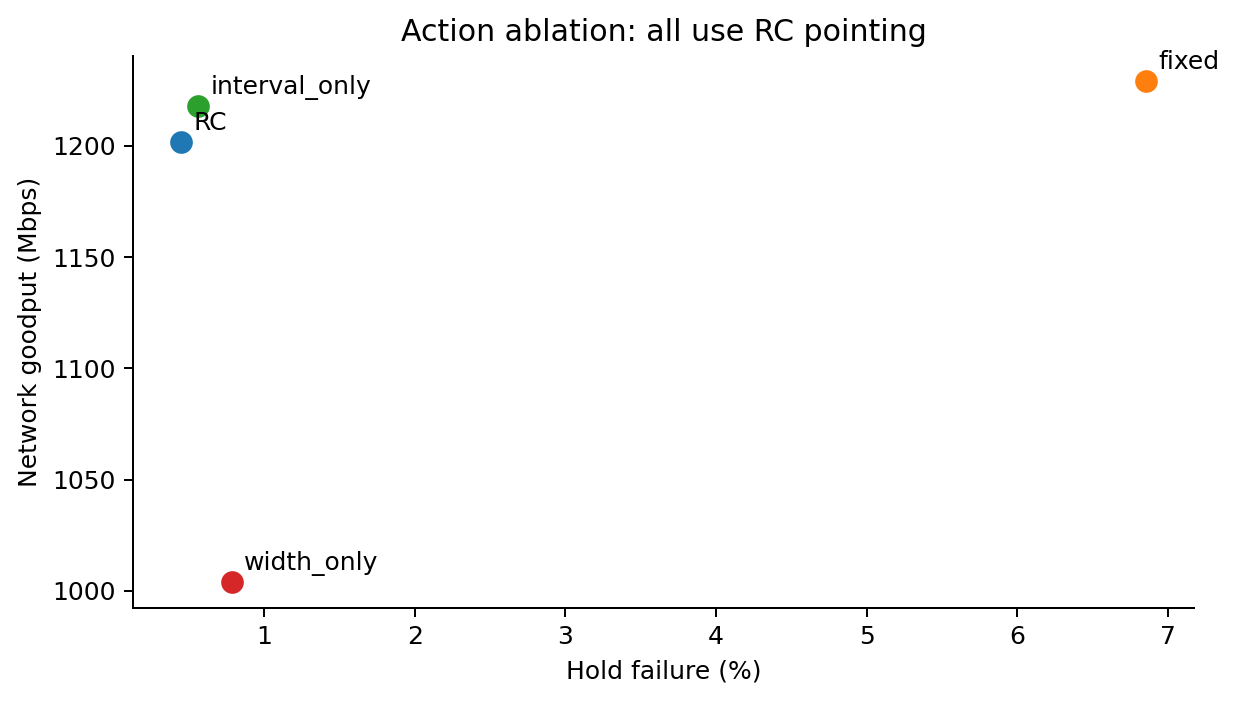 Action ablation: all use RC pointing
fixed
interval_only
RC
1200
1150
1100
1050
1000
Network goodput (Mbps)
width_only
1
2
3
4
5
6
7
Hold failure (%)